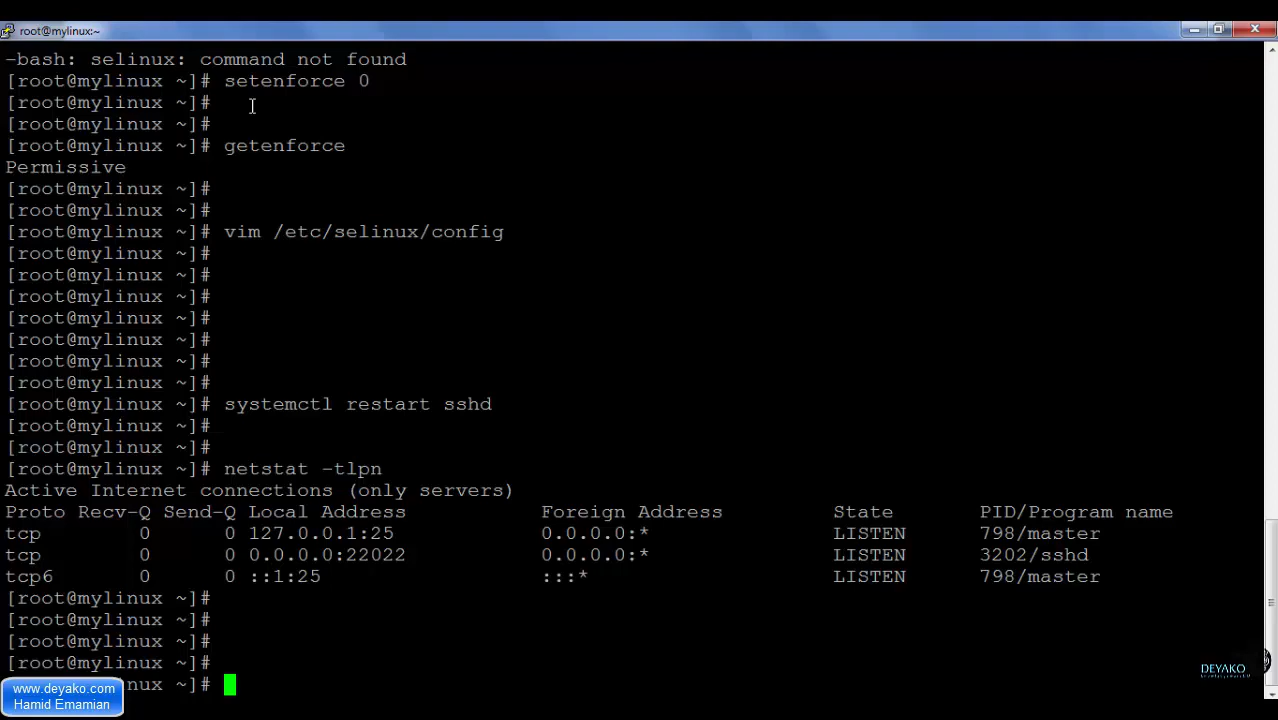 root@mylinux:~
-bash: selinux: command not found
[root@mylinux ~]# setenforce 0
[root@mylinux ~]#
[root@mylinux ~]#
[root@mylinux ~]# getenforce
Permissive
[root@mylinux ~]#
[root@mylinux ~]#
[root@mylinux ~]# vim /etc/selinux/config
[root@mylinux ~]#
[root@mylinux ~]#
[root@mylinux ~]#
[root@mylinux ~]#
[root@mylinux ~]#
[root@mylinux ~]#
[root@mylinux ~]#
[root@mylinux ~]# systemctl restart sshd
[root@mylinux ~]#
[root@mylinux ~]#
[root@mylinux ~]# netstat -tlpn
Active Internet connections (only servers)
Proto Recv-Q Send-Q Local Address Foreign Address State PID/Program name
tcp 0 0 127.0.0.1:25 0.0.0.0:* LISTEN 798/master
tcp 0 0 0.0.0.0:22022 0.0.0.0:* LISTEN 3202/sshd
tcp6 0 0 ::1:25 :::* LISTEN 798/master
[root@mylinux ~]#
[root@mylinux ~]#
[root@mylinux ~]#
[root@mylinux ~]#
nux ~]#
DEYAKO
www.deyako.com
Hamid Emamian